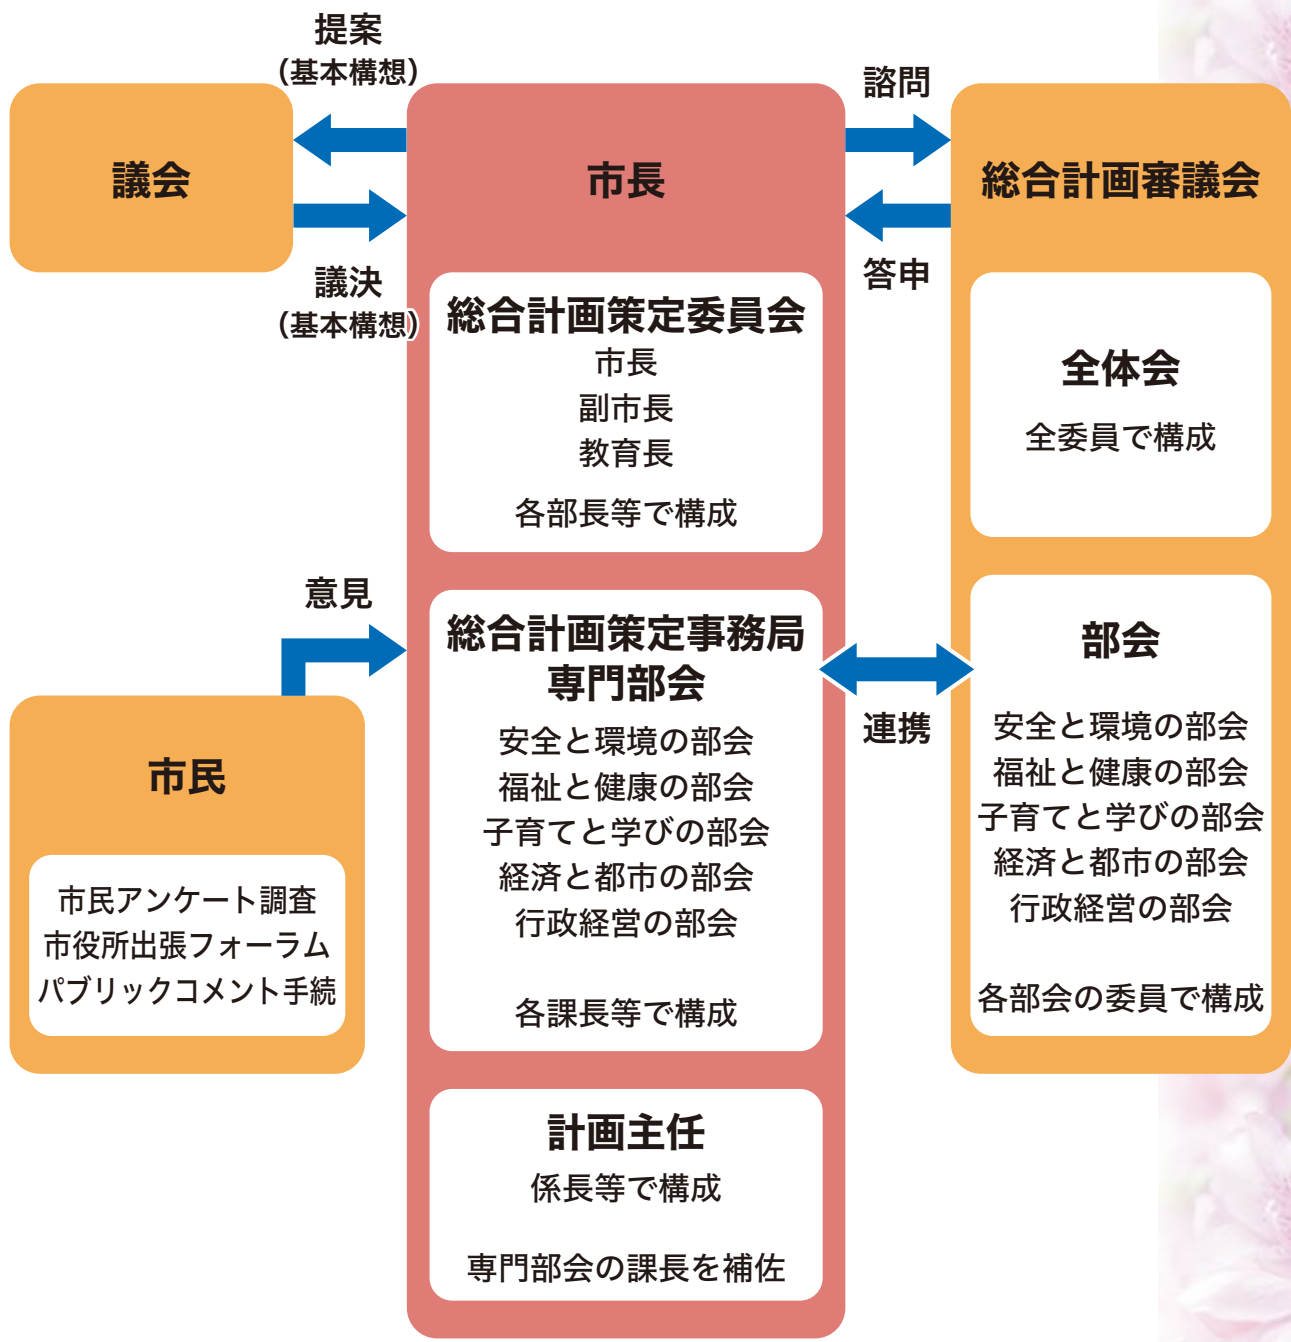 提案
（基本構想）
議会
議決
（基本構想）
市長
諮問
答申
総合計画審議会
総合計画策定委員会
市長
副市長
教育長
各部長等で構成
全体会
全委員で構成
意見
市民
市民アンケート調査
市役所出張フォーラム
パブリックコメント手続
総合計画策定事務局
専門部会
安全と環境の部会
福祉と健康の部会
子育てと学びの部会
経済と都市の部会
行政経営の部会
各課長等で構成
連携
部会
安全と環境の部会
福祉と健康の部会
子育てと学びの部会
経済と都市の部会
行政経営の部会
各部会の委員で構成
計画主任
係長等で構成
専門部会の課長を補佐